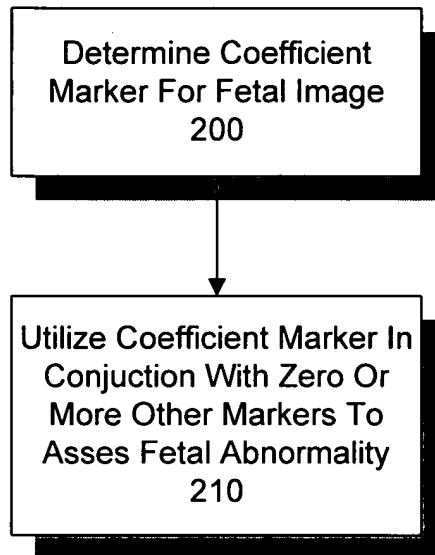 Determine Coefficient
Marker For Fetal Image
200
Utilize Coefficient Marker In
Conjuction With Zero Or
More Other Markers To
Asses Fetal Abnormality
210